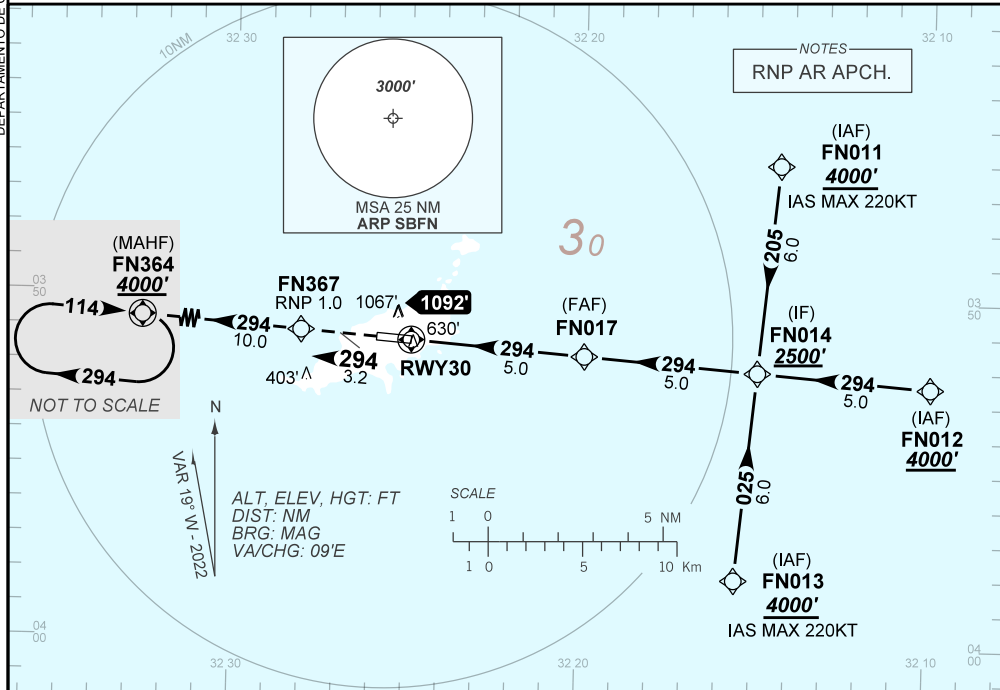 DEPARTAMENTO DE
32 30
32 20
32 10
10NM
3000'
MSA 25 NM
ARP SBFN
NOTES
RNP AR APCH.
(IAF)
FN011
4000'
IAS MAX 220KT
30
205
6.0
(MAHF)
FN364
4000'
114
294
NOT TO SCALE
03
50
FN367
RNP 1.0
294
10.0
1067'
1092'
630'
RWY30
294
3.2
403'
(FAF)
FN017
294
5.0
294
5.0
(IF)
FN014
2500'
03
50
294
5.0
(IAF)
FN012
4000'
N
VAR 19° W - 2022
ALT, ELEV, HGT: FT
DIST: NM
BRG: MAG
VA/CHG: 09'E
SCALE
1 0 5 NM
1 0 5 10 Km
025
6.0
(IAF)
FN013
4000'
IAS MAX 220KT
04
00
04
00
32 30
32 20
32 10